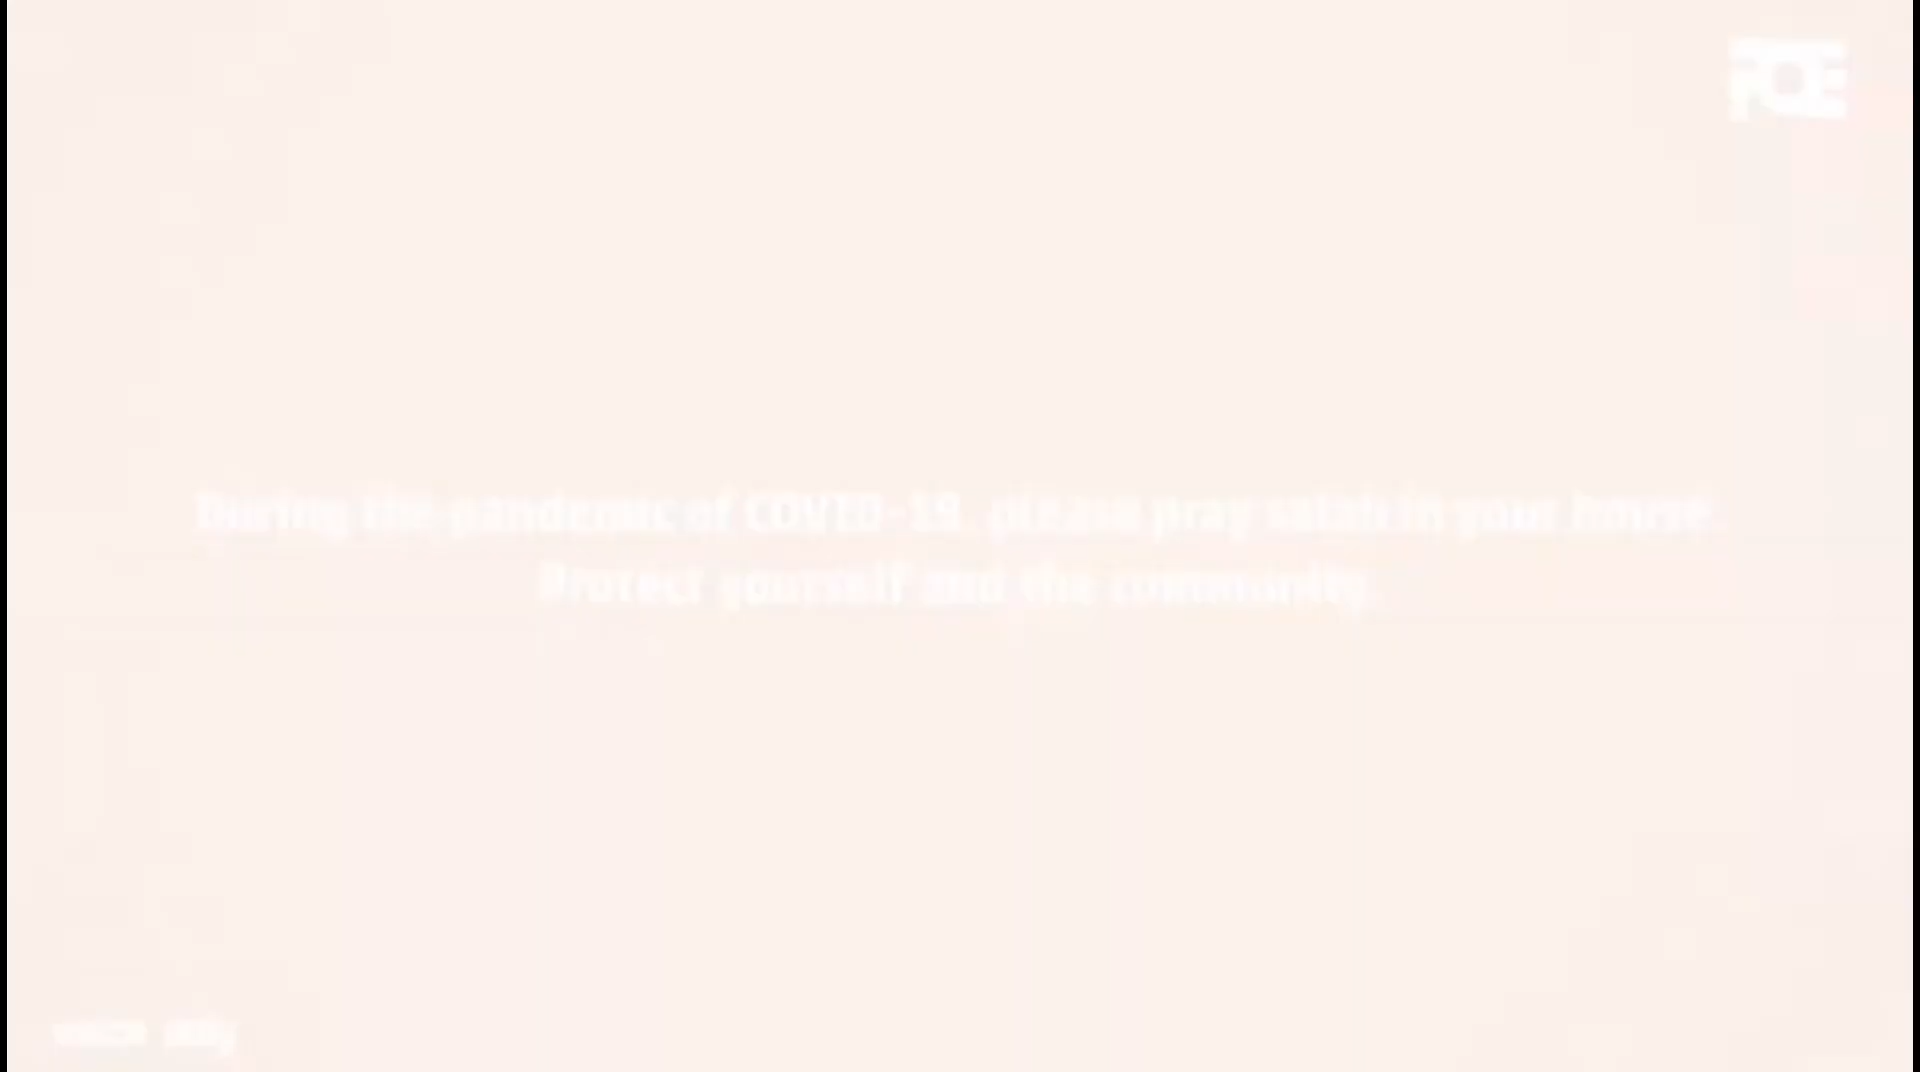 During the pandemic of COVID-19, please pray salah in your house.
Protect yourself and the community.